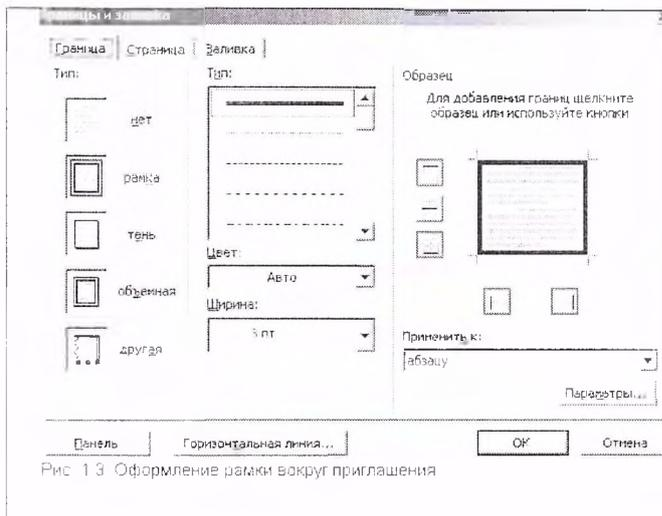 Границы и заливка
Граница Страница Заливка
Тип:
нет
рамка
тень
объемная
другая
Тип:
Цвет:
Авто
Ширина:
3 пт
Образец
Для добавления границ щелкните
образец или используйте кнопки
Применить к:
абзацу
Параметры...
Панель Горизонтальная линия... ОК Отмена
Рис. 1.3. Оформление рамки вокруг приглашения